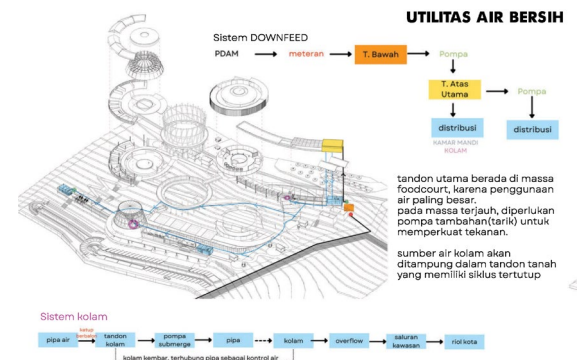 UTILITAS AIR BERSIH
Sistem DOWNFEED
PDAM
meteran
T. Bawah
Pompa
T. Atas
Utama
Pompa
distribusi
distribusi
KAMAR MANDI
KOLAM
tandon utama berada di massa
foodcourt, karena penggunaan
air paling besar.
pada massa terjauh, diperlukan
pompa tambahan(tarik) untuk
memperkuat tekanan.
sumber air kolam akan
ditampung dalam tandon tanah
yang memiliki siklus tertutup
Sistem kolam
pipa air
katup
tandon
kolam
pompa
submerge
pipa
kolam
overflow
saluran
kawasan
riol kota
kolam kembar, terhubung pipa sebagai kontrol air